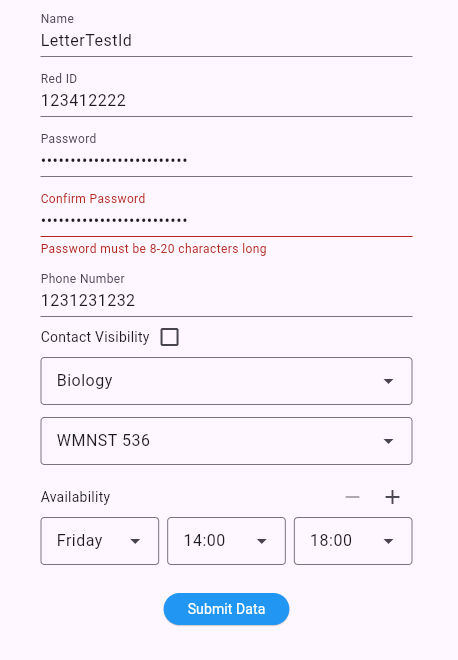 Name
LetterTestId
Red ID
123412222
Password
•••••••••••••••••••••••••
Confirm Password
•••••••••••••••••••••••••
Password must be 8-20 characters long
Phone Number
1231231232
Contact Visibility
Biology
WMNST 536
Availability
Friday 14:00 18:00
Submit Data